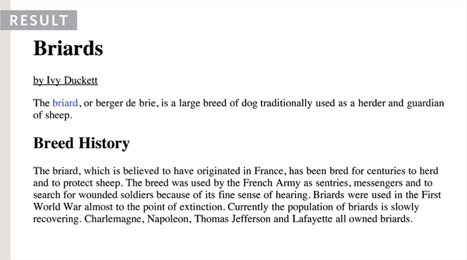 RESULT
Briards
by Ivy Duckett
The briard, or berger de brie, is a large breed of dog traditionally used as a herder and guardian
of sheep.
Breed History
The briard, which is believed to have originated in France, has been bred for centuries to herd
and to protect sheep. The breed was used by the French Army as sentries, messengers and to
search for wounded soldiers because of its fine sense of hearing. Briards were used in the First
World War almost to the point of extinction. Currently the population of briards is slowly
recovering. Charlemagne, Napoleon, Thomas Jefferson and Lafayette all owned briards.